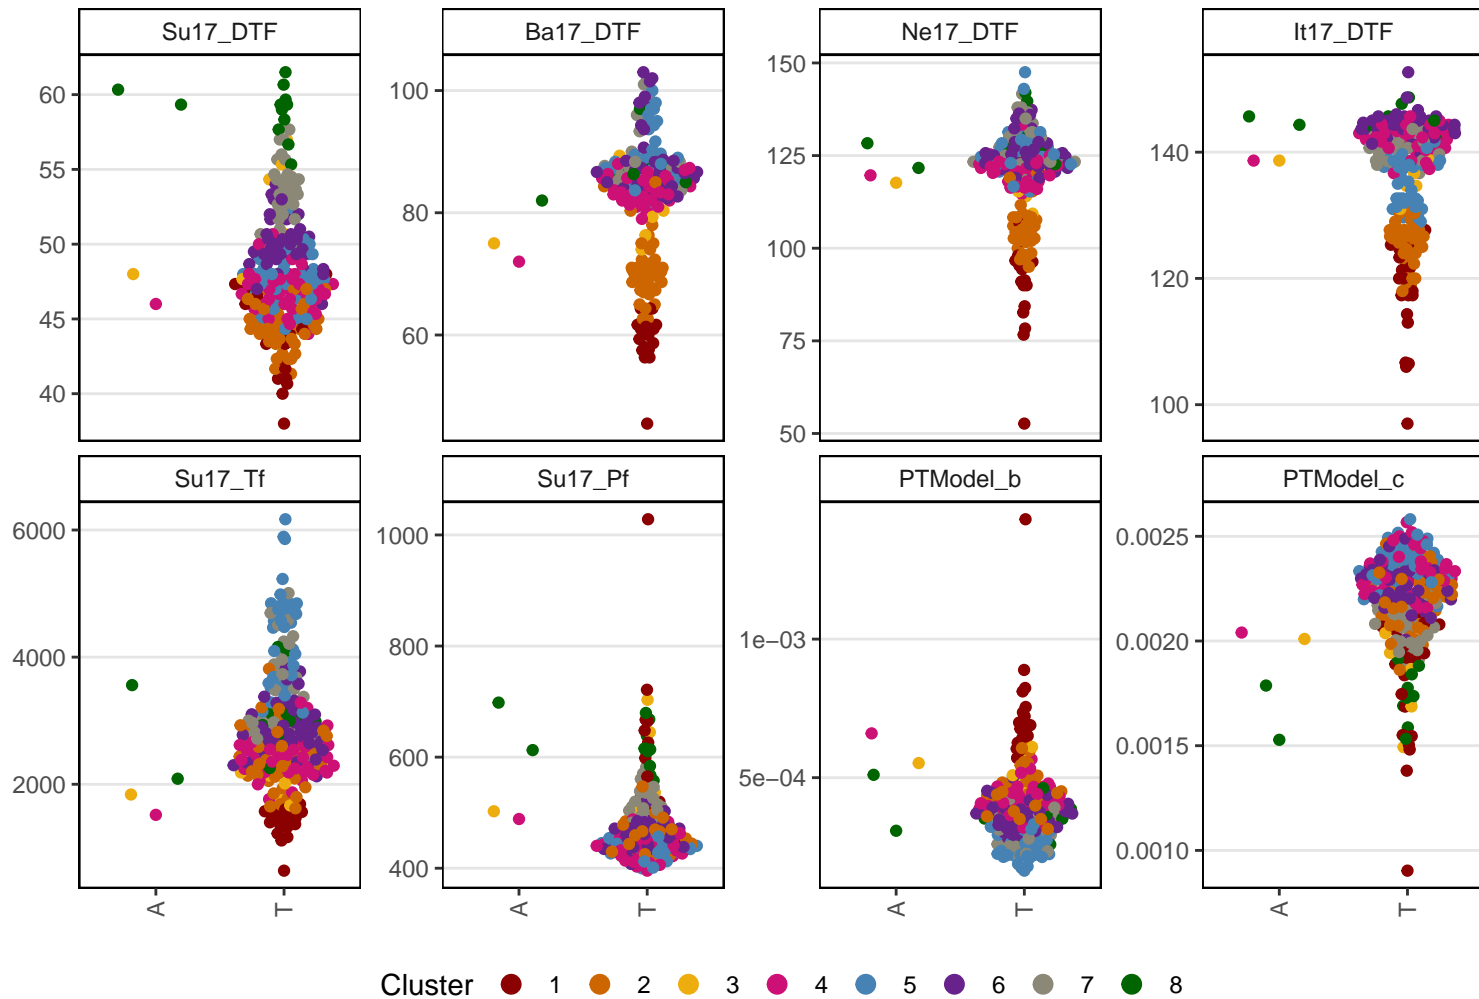 Su17_DTF
Ba17_DTF
Ne17_DTF
It17_DTF
60
55
50
45
40
100
80
60
150
125
100
75
50
140
120
100
Su17_Tf
Su17_Pf
PTModel_b
PTModel_c
6000
4000
2000
1000
800
600
400
1e−03
5e−04
0.0025
0.0020
0.0015
0.0010
A
T
A
T
A
T
A
T
Cluster 1 2 3 4 5 6 7 8